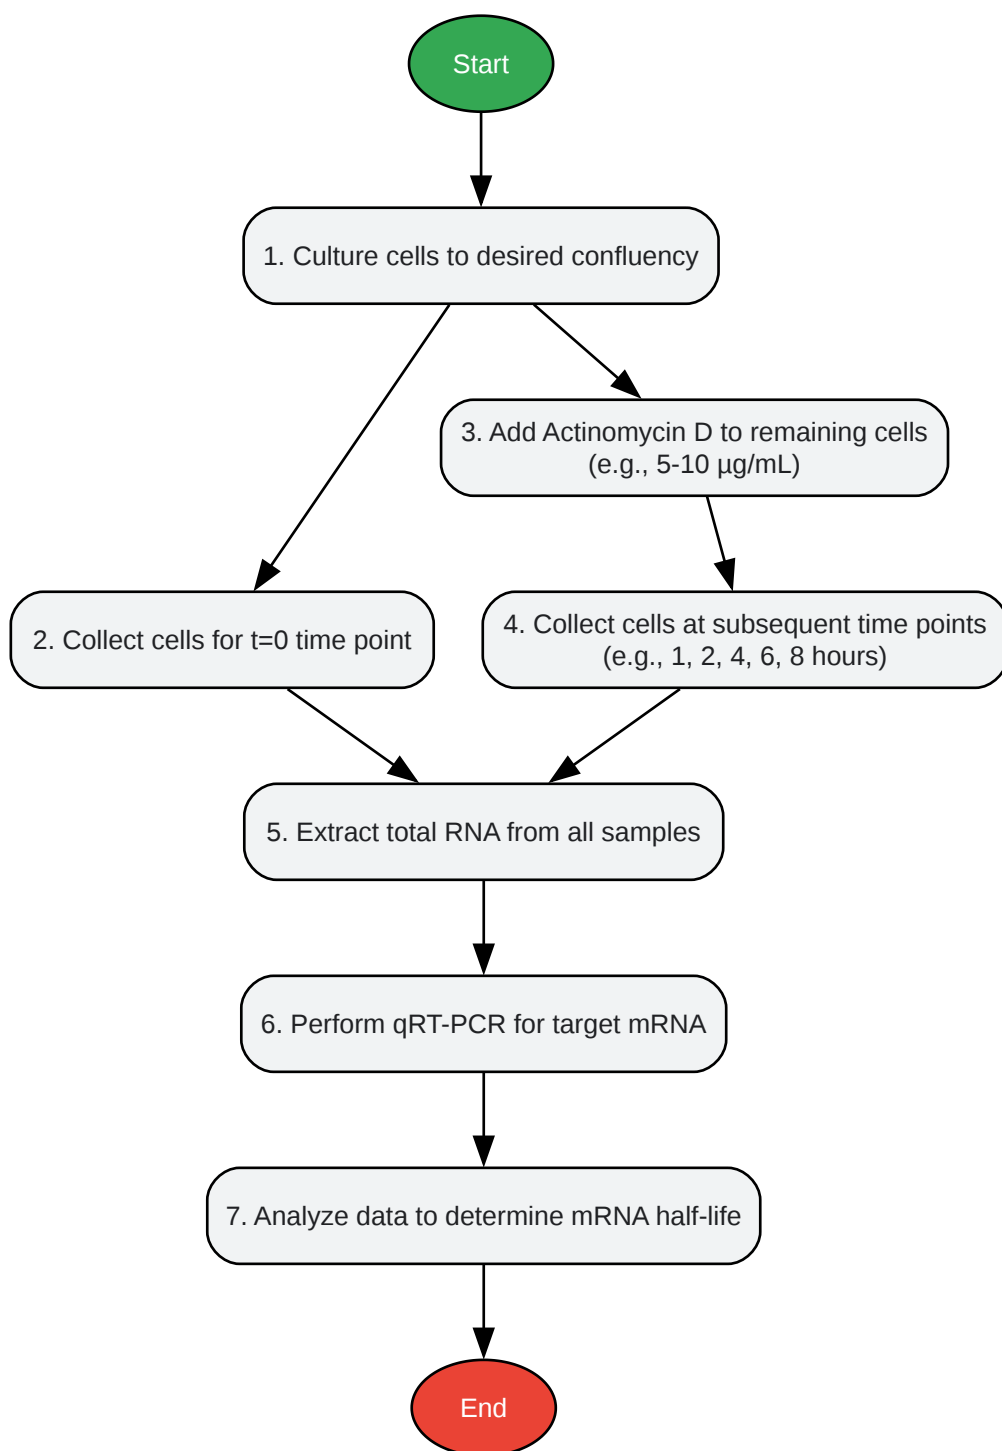 Start
1. Culture cells to desired confluency
3. Add Actinomycin D to remaining cells
(e.g., 5-10 µg/mL)
2. Collect cells for t=0 time point
4. Collect cells at subsequent time points
(e.g., 1, 2, 4, 6, 8 hours)
5. Extract total RNA from all samples
6. Perform qRT-PCR for target mRNA
7. Analyze data to determine mRNA half-life
End